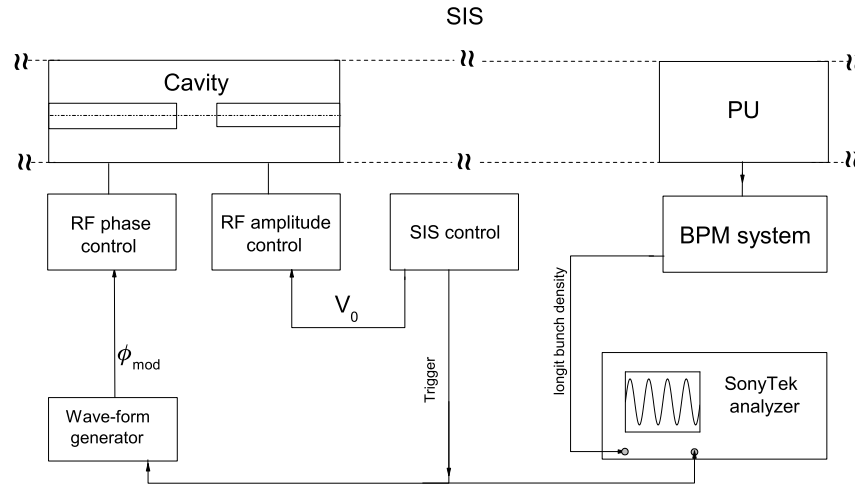 SIS
Cavity
PU
RF phase
control
RF amplitude
control
SIS control
BPM system
V0
longit bunch density
Trigger
ϕmod
SonyTek
analyzer
Wave-form
generator